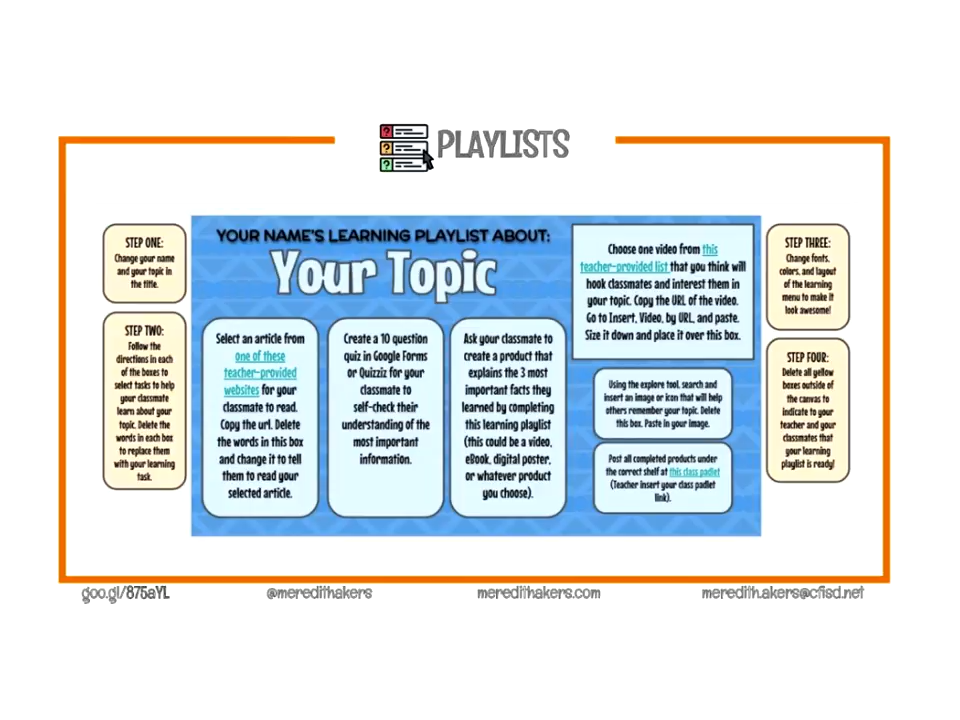 PLAYLISTS
STEP ONE:
Change your name
and your topic in
the title.
STEP TWO:
Follow the
directions in each
of the boxes to
select tasks to help
your classmate
learn about your
topic. Delete the
words in each box
to replace them
with your learning
task.
YOUR NAME'S LEARNING PLAYLIST ABOUT:
Your Topic
Select an article from
one of these
teacher-provided
websites for your
classmate to read.
Copy the url. Delete
the words in this box
and change it to tell
them to read your
selected article.
Create a 10 question
quiz in Google Forms
or Quizziz for your
classmate to
self-check their
understanding of the
most important
information.
Ask your classmate to
create a product that
explains the 3 most
important facts they
learned by completing
this learning playlist
(this could be a video,
eBook, digital poster,
or whatever product
you choose).
Choose one video from this
teacher-provided list that you think will
hook classmates and interest them in
your topic. Copy the URL of the video.
Go to Insert, Video, by URL, and paste.
Size it down and place it over this box.
Using the explore tool, search and
insert an image or icon that will help
others remember your topic. Delete
this box. Paste in your image.
Post all completed products under
the correct shelf at this class padlet
(Teacher insert your class padlet
link).
STEP THREE:
Change fonts,
colors, and layout
of the learning
menu to make it
look awesome!
STEP FOUR:
Delete all yellow
boxes outside of
the canvas to
indicate to your
teacher and your
classmates that
your learning
playlist is ready!
goo.gl/875aYL
@meredithakers
meredithakers.com
meredith.akers@cfisd.net